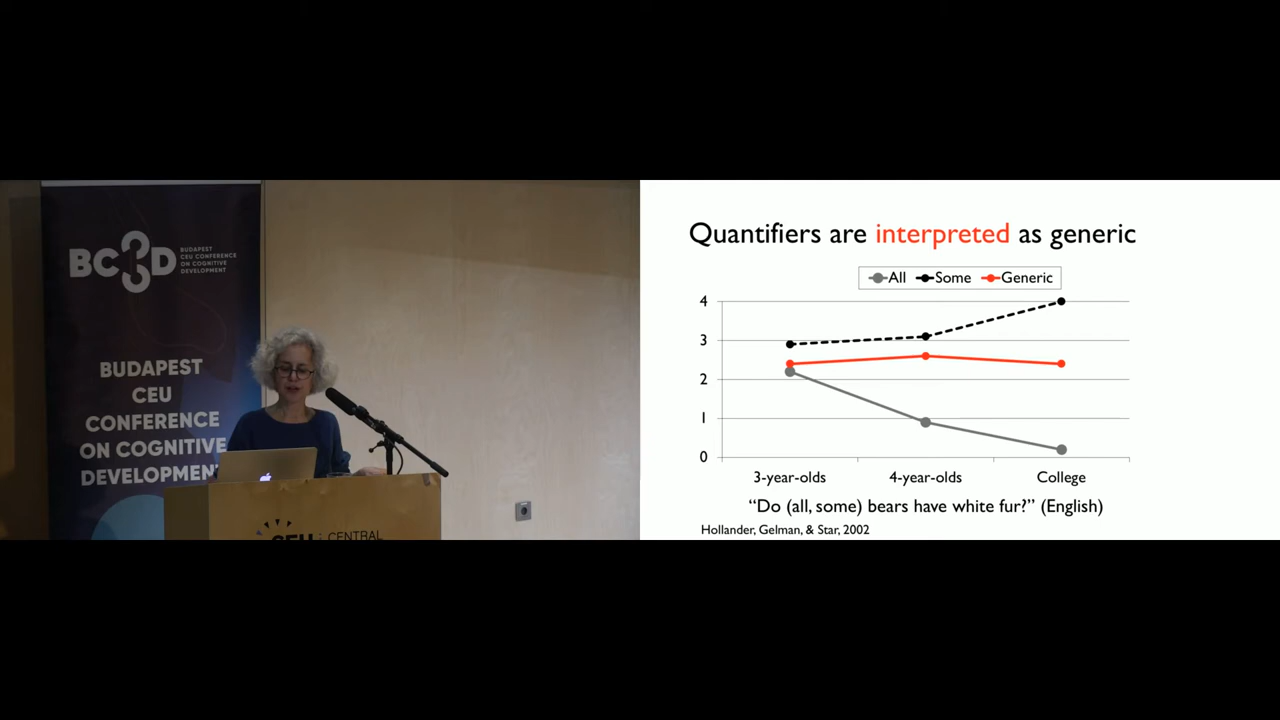 BC3D
BUDAPEST
CEU CONFERENCE
ON COGNITIVE
DEVELOPMENT
BUDAPEST
CEU
CONFERENCE
ON COGNITIVE
DEVELOPMENT
CEU
CENTRAL
Quantifiers are interpreted as generic
All Some Generic
4
3
2
1
0
3-year-olds 4-year-olds College
“Do (all, some) bears have white fur?” (English)
Hollander, Gelman, & Star, 2002